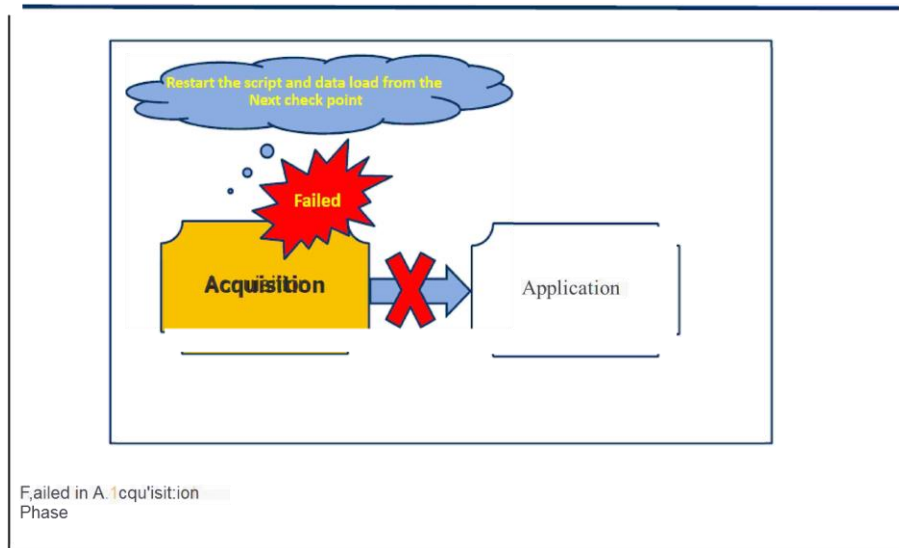 Restart the script and data load from the
Next check point
Failed
Acquisition
Application
F,ailed in A.1cqu'isit:ion
Phase